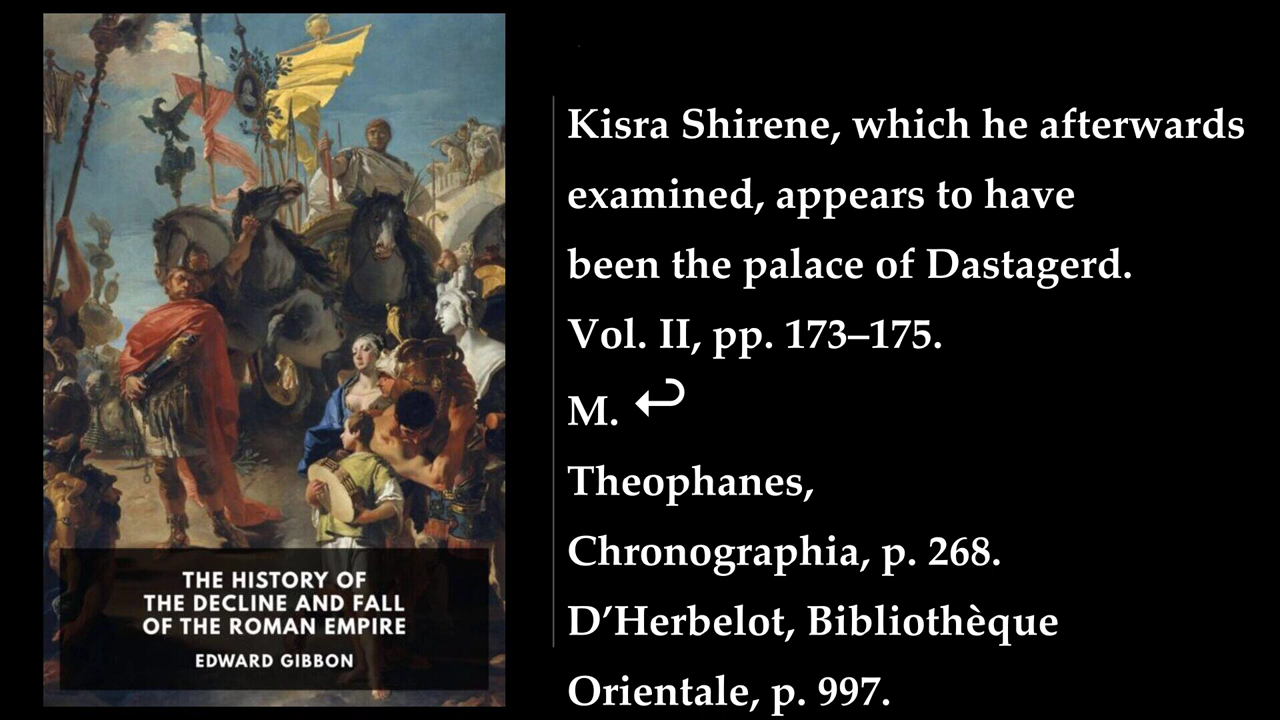 THE HISTORY OF
THE DECLINE AND FALL
OF THE ROMAN EMPIRE
EDWARD GIBBON
Kisra Shirene, which he afterwards
examined, appears to have
been the palace of Dastagerd.
Vol. II, pp. 173–175.
M. ↩
Theophanes,
Chronographia, p. 268.
D’Herbelot, Bibliothèque
Orientale, p. 997.